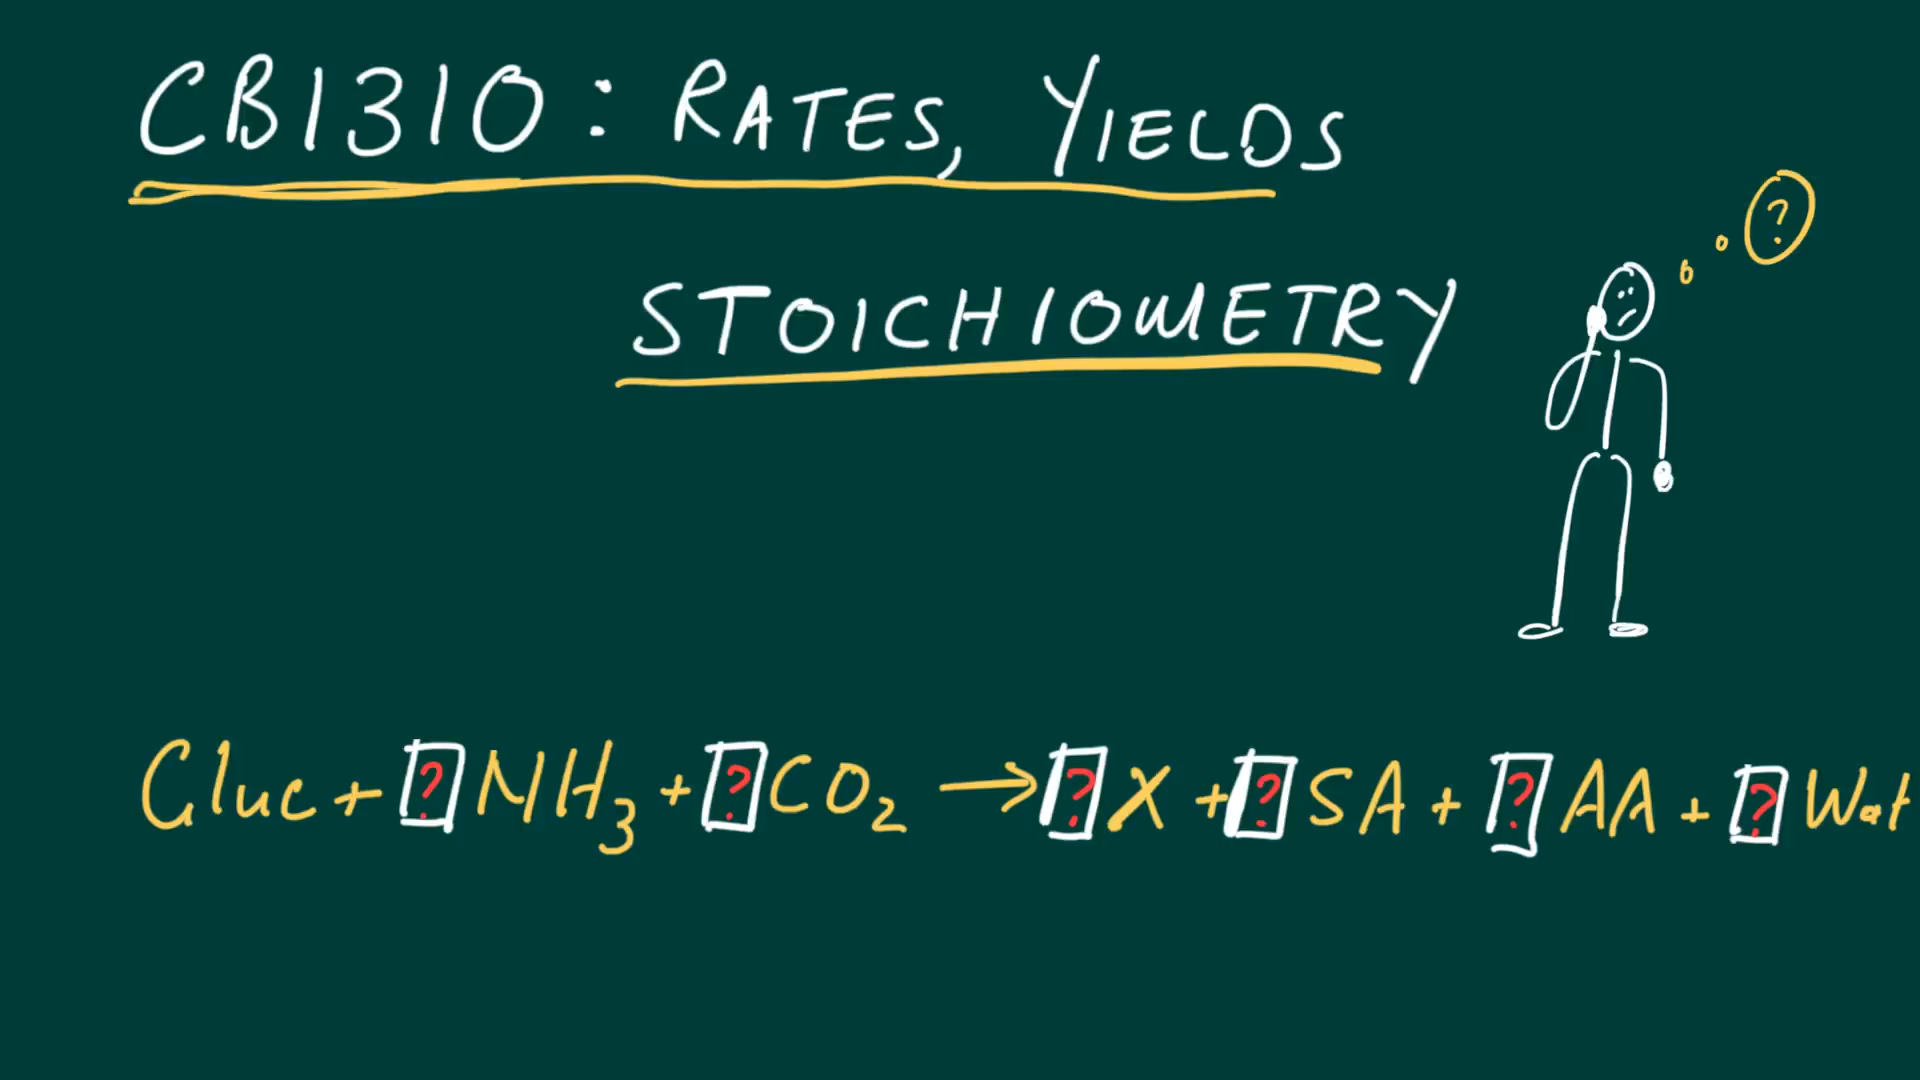 CB1310: RATES, YIELDS
STOICHIOMETRY
?
Gluc + ? NH₃ + ? CO₂ → ? X + ? SA + ? AA + ? Wat